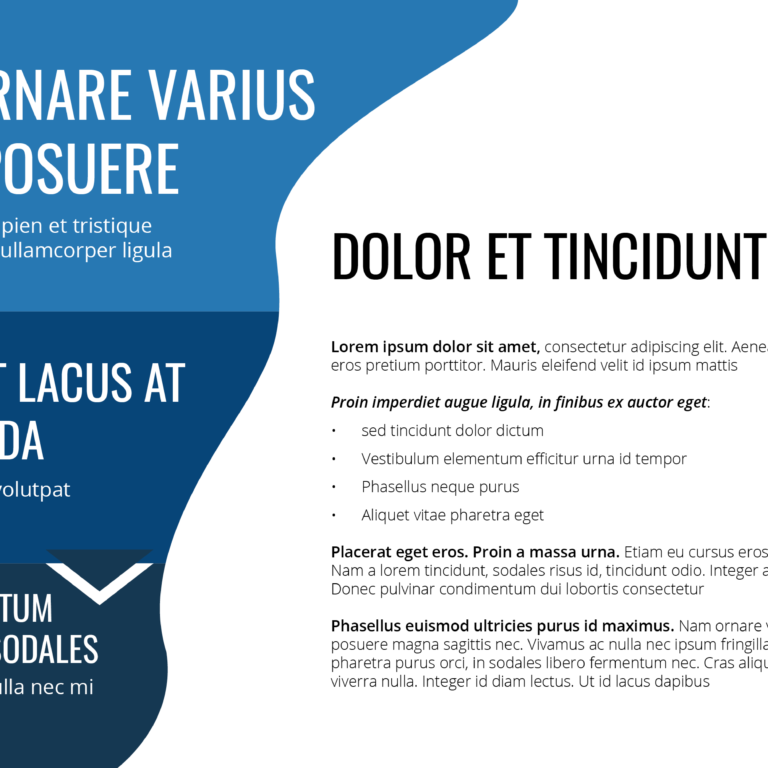 RNARE VARIUS
POSUERE
pien et tristique
ullamcorper ligula
T LACUS AT
DA
volutpat
TUM
SODALES
lla nec mi
DOLOR ET TINCIDUNT
Lorem ipsum dolor sit amet, consectetur adipiscing elit. Aenea
eros pretium porttitor. Mauris eleifend velit id ipsum mattis
Proin imperdiet augue ligula, in finibus ex auctor eget:
• sed tincidunt dolor dictum
• Vestibulum elementum efficitur urna id tempor
• Phasellus neque purus
• Aliquet vitae pharetra eget
Placerat eget eros. Proin a massa urna. Etiam eu cursus eros
Nam a lorem tincidunt, sodales risus id, tincidunt odio. Integer a
Donec pulvinar condimentum dui lobortis consectetur
Phasellus euismod ultricies purus id maximus. Nam ornare v
posuere magna sagittis nec. Vivamus ac nulla nec ipsum fringilla
pharetra purus orci, in sodales libero fermentum nec. Cras aliqu
viverra nulla. Integer id diam lectus. Ut id lacus dapibus